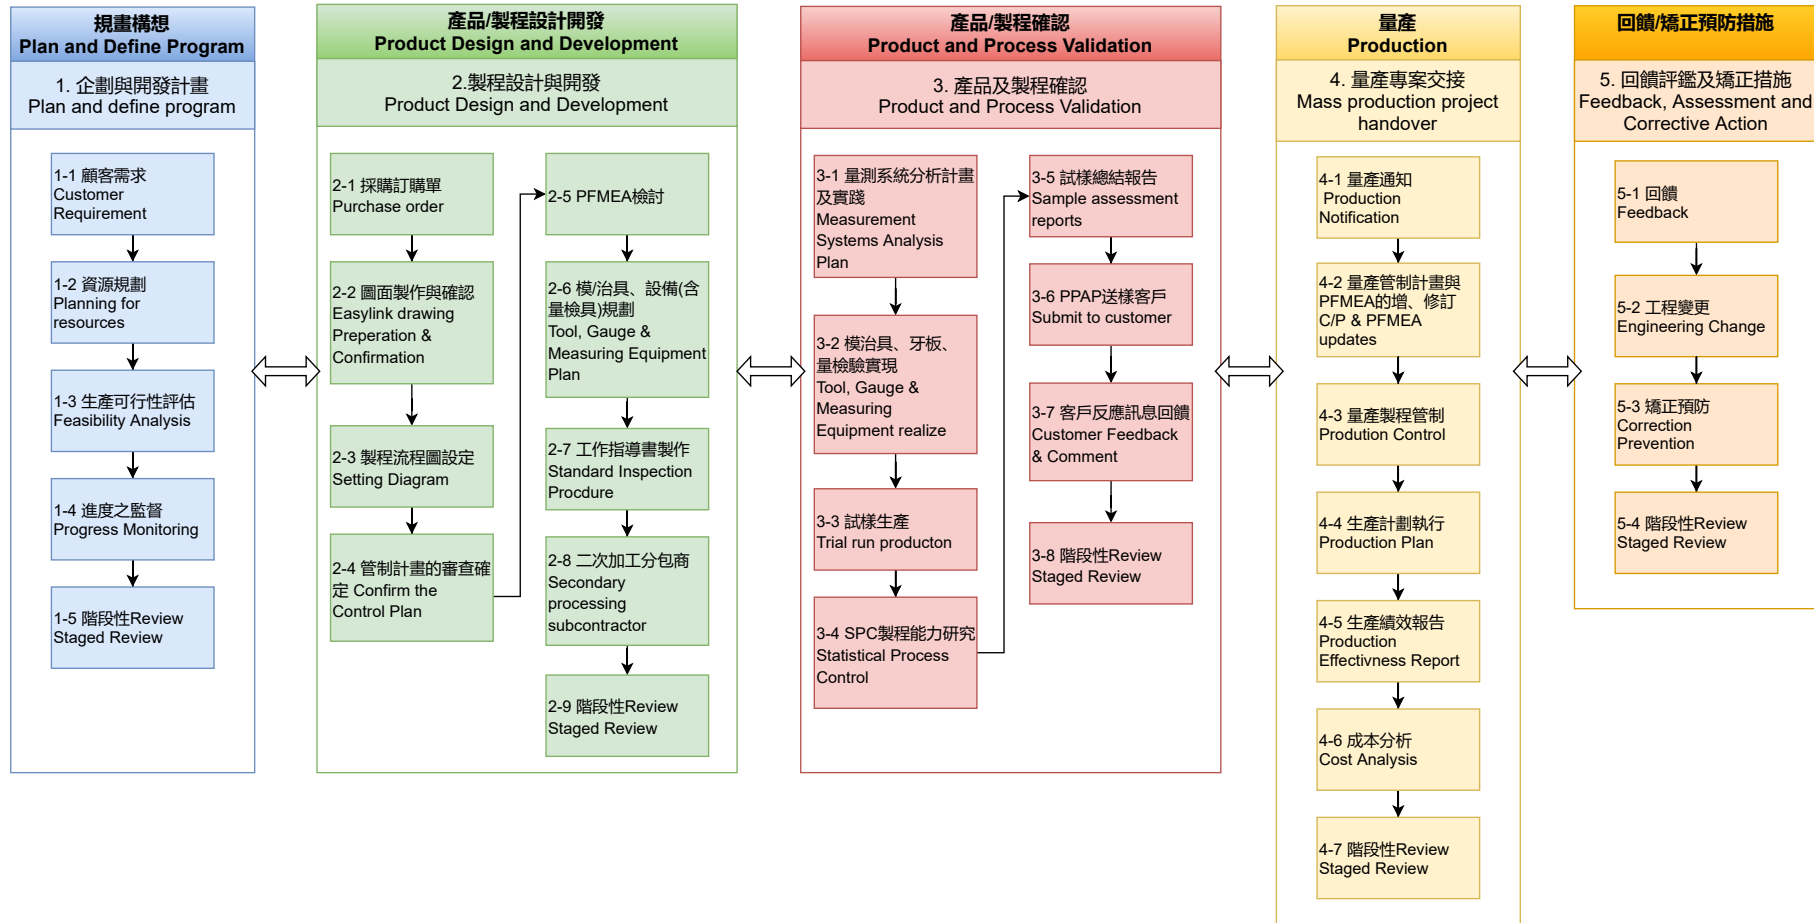 規畫構想
Plan and Define Program
1. 企劃與開發計畫
Plan and define program
1-1 顧客需求
Customer
Requirement
1-2 資源規劃
Planning for
resources
1-3 生產可行性評估
Feasibility Analysis
1-4 進度之監督
Progress Monitoring
1-5 階段性Review
Staged Review
產品/製程設計開發
Product Design and Development
2.製程設計與開發
Product Design and Development
2-1 採購訂購單
Purchase order
2-2 圖面製作與確認
Easylink drawing
Preperation &
Confirmation
2-3 製程流程圖設定
Setting Diagram
2-4 管制計畫的審查確
定 Confirm the
Control Plan
2-5 PFMEA檢討
2-6 模/治具、設備(含
量檢具)規劃
Tool, Gauge &
Measuring Equipment
Plan
2-7 工作指導書製作
Standard Inspection
Procdure
2-8 二次加工分包商
Secondary
processing
subcontractor
2-9 階段性Review
Staged Review
產品/製程確認
Product and Process Validation
3. 產品及製程確認
Product and Process Validation
3-1 量測系統分析計畫
及實踐
Measurement
Systems Analysis
Plan
3-2 模治具、牙板、
量檢驗實現
Tool, Gauge &
Measuring
Equipment realize
3-3 試樣生產
Trial run producton
3-4 SPC製程能力研究
Statistical Process
Control
3-5 試樣總結報告
Sample assessment
reports
3-6 PPAP送樣客戶
Submit to customer
3-7 客戶反應訊息回饋
Customer Feedback
& Comment
3-8 階段性Review
Staged Review
量產
Production
4. 量產專案交接
Mass production project
handover
4-1 量產通知
Production
Notification
4-2 量產管制計畫與
PFMEA的增、修訂
C/P & PFMEA
updates
4-3 量產製程管制
Prodution Control
4-4 生產計劃執行
Production Plan
4-5 生產績效報告
Production
Effectivness Report
4-6 成本分析
Cost Analysis
4-7 階段性Review
Staged Review
回饋/矯正預防措施
5. 回饋評鑑及矯正措施
Feedback, Assessment and
Corrective Action
5-1 回饋
Feedback
5-2 工程變更
Engineering Change
5-3 矯正預防
Correction
Prevention
5-4 階段性Review
Staged Review